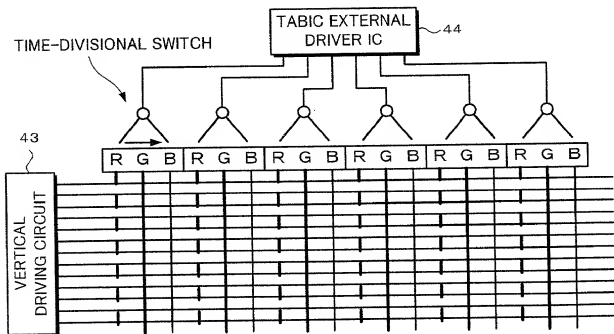 TABIC EXTERNAL
DRIVER IC
44
TIME-DIVISIONAL SWITCH
43
R G B R G B R G B R G B R G B R G B
VERTICAL
DRIVING CIRCUIT